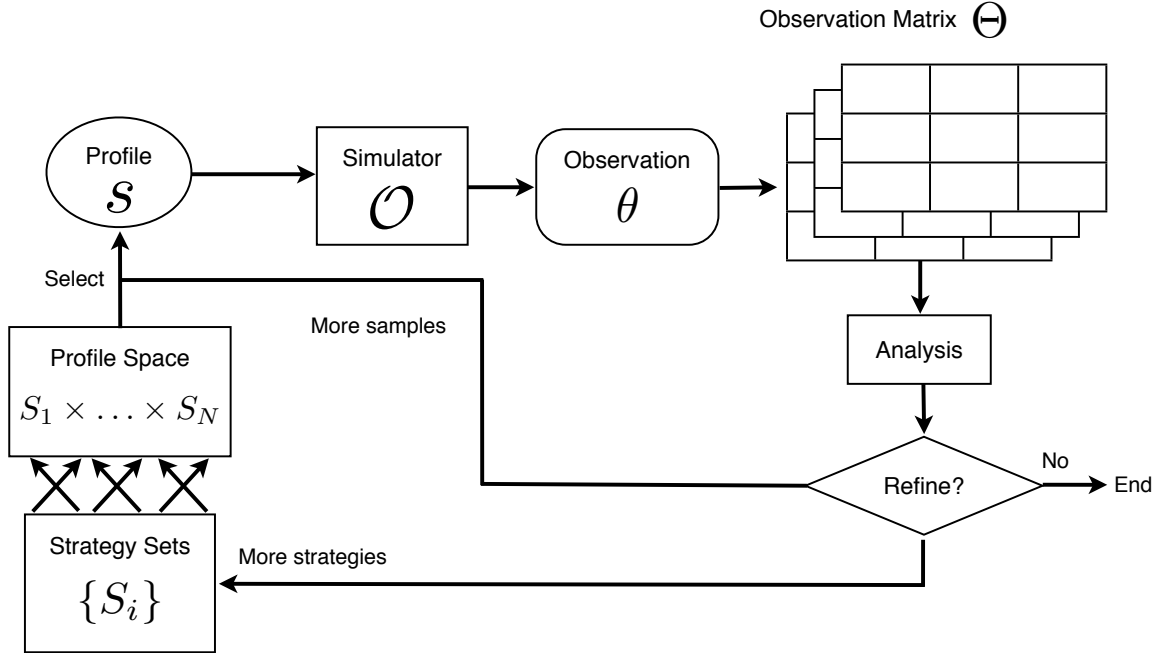 Observation Matrix Θ
Profile
s
Simulator
𝒪
Observation
θ
Select
More samples
Profile Space
S₁ × … × S_N
Analysis
Refine?
No
End
More strategies
Strategy Sets
{Sᵢ}